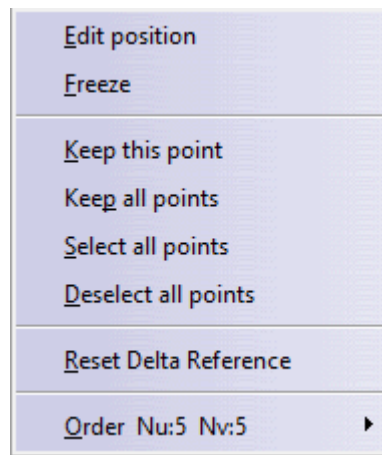 Edit position
Freeze
Keep this point
Keep all points
Select all points
Deselect all points
Reset Delta Reference
Order  Nu:5  Nv:5